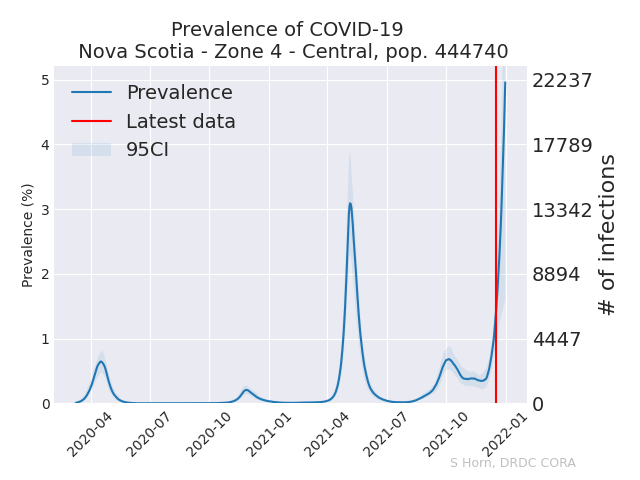 Prevalence of COVID-19
Nova Scotia - Zone 4 - Central, pop. 444740
Prevalence
Latest data
95CI
Prevalence (%)
5
4
3
2
1
0
22237
17789
13342
8894
4447
0
# of infections
2020-04
2020-07
2020-10
2021-01
2021-04
2021-07
2021-10
2022-01
S Horn, DRDC CORA